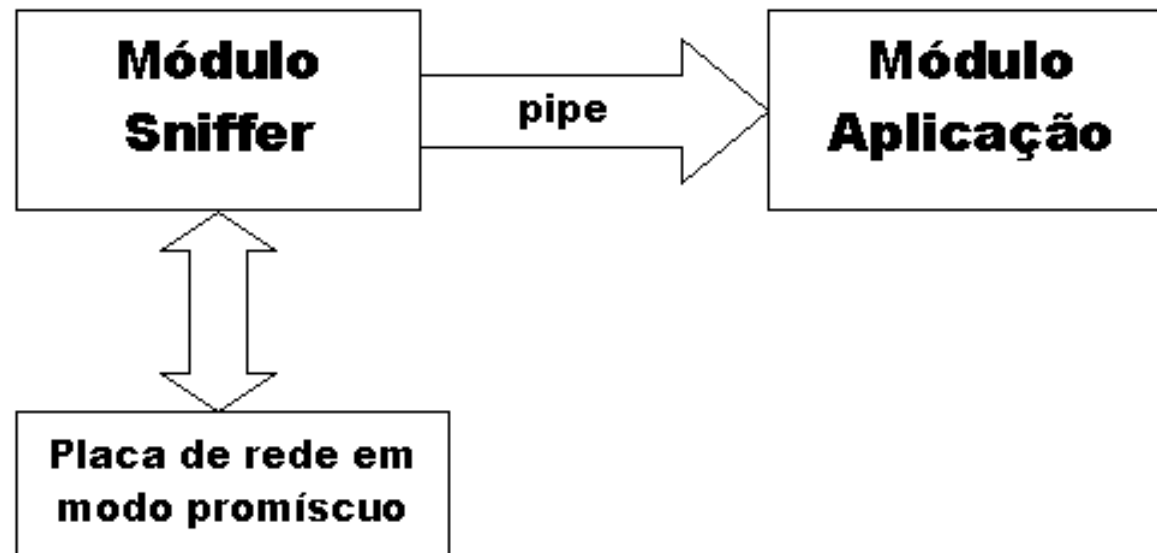 Módulo
Sniffer
pipe
Módulo
Aplicação
Placa de rede em
modo promíscuo